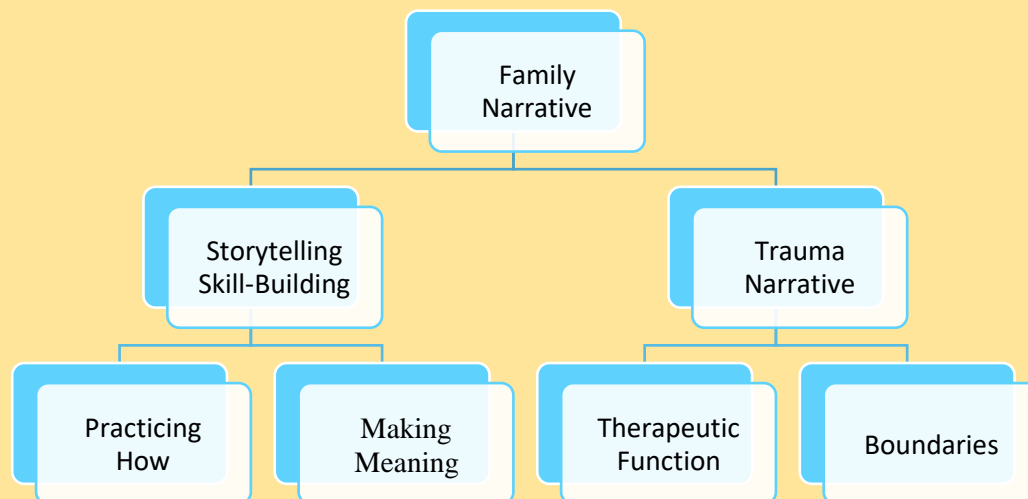 Family
Narrative
Storytelling
Skill-Building
Trauma
Narrative
Practicing
How
Making
Meaning
Therapeutic
Function
Boundaries